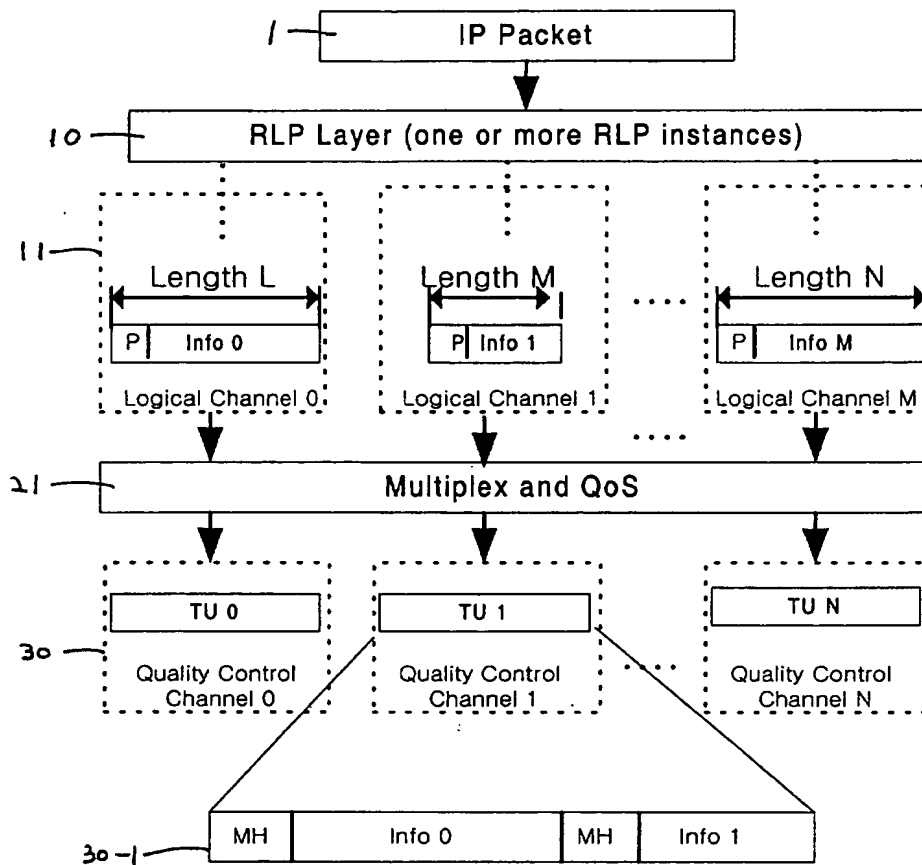 1
IP Packet
10
RLP Layer (one or more RLP instances)
11
Length L
Length M
Length N
P Info 0
P Info 1
P Info M
Logical Channel 0
Logical Channel 1
Logical Channel M
21
Multiplex and QoS
TU 0
TU 1
TU N
30
Quality Control
Channel 0
Quality Control
Channel 1
Quality Control
Channel N
30-1
MH Info 0 MH Info 1